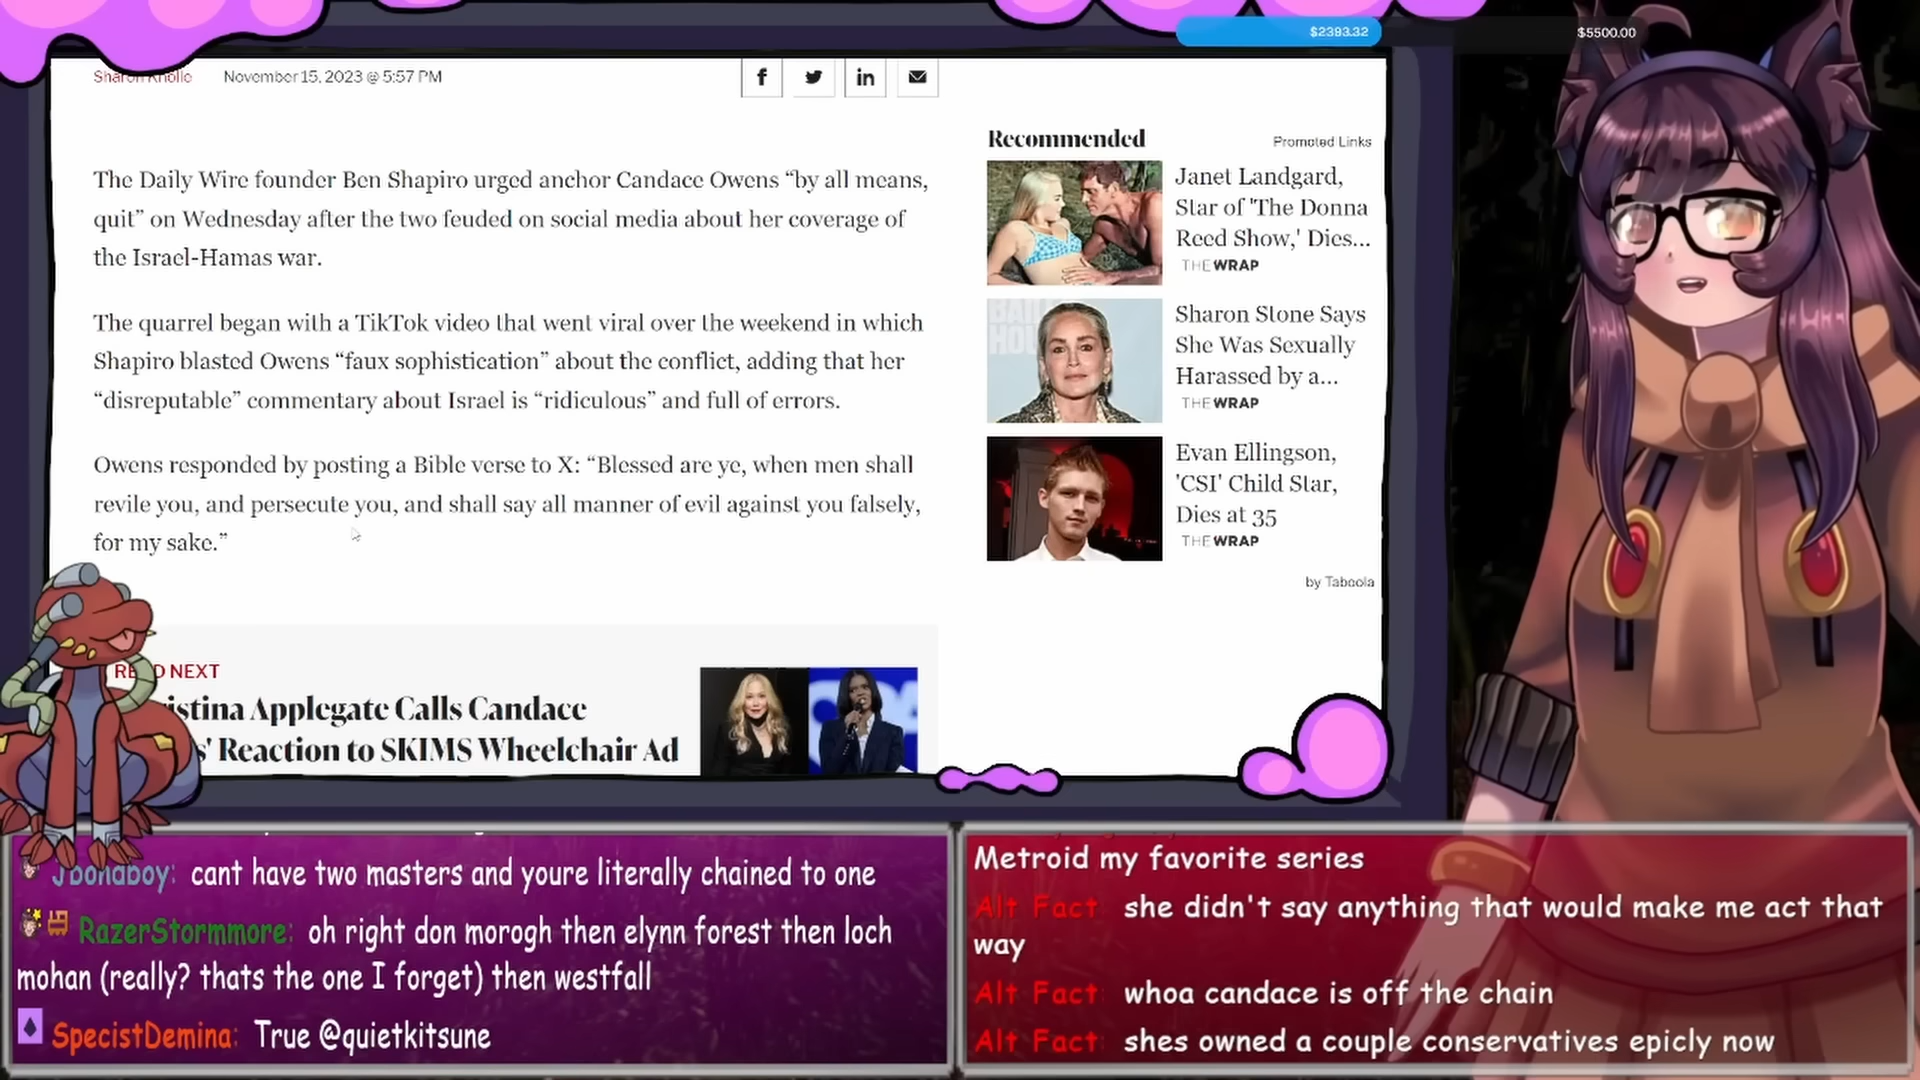 $2393.32
$5500.00
Sharon Knolle November 15, 2023 @ 5:57 PM
Recommended
Promoted Links
The Daily Wire founder Ben Shapiro urged anchor Candace Owens “by all means,
quit” on Wednesday after the two feuded on social media about her coverage of
the Israel-Hamas war.
The quarrel began with a TikTok video that went viral over the weekend in which
Shapiro blasted Owens “faux sophistication” about the conflict, adding that her
“disreputable” commentary about Israel is “ridiculous” and full of errors.
Owens responded by posting a Bible verse to X: “Blessed are ye, when men shall
revile you, and persecute you, and shall say all manner of evil against you falsely,
for my sake.”
Janet Landgard,
Star of 'The Donna
Reed Show,' Dies...
THEWRAP
BAI
HOU
Sharon Stone Says
She Was Sexually
Harassed by a...
THEWRAP
Evan Ellingson,
'CSI' Child Star,
Dies at 35
THEWRAP
by Taboola
RE D NEXT
istina Applegate Calls Candace
s' Reaction to SKIMS Wheelchair Ad
Jbondboy: cant have two masters and youre literally chained to one
RazerStormmore: oh right don morogh then elynn forest then loch
mohan (really? thats the one I forget) then westfall
SpecistDemina: True @quietkitsune
Metroid my favorite series
Alt Fact: she didn't say anything that would make me act that
way
Alt Fact: whoa candace is off the chain
Alt Fact: shes owned a couple conservatives epicly now